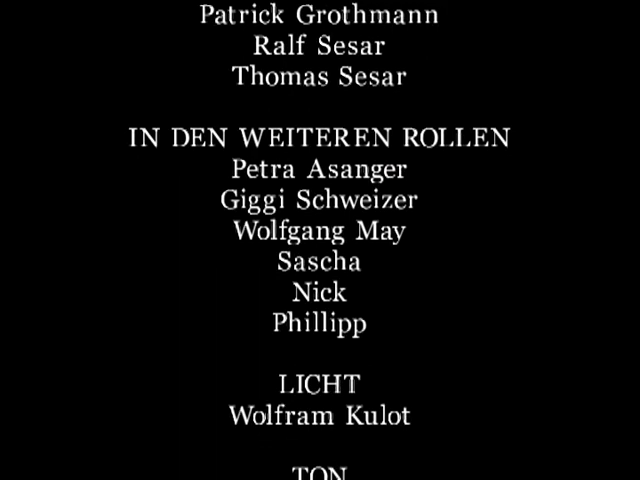 Patrick Grothmann
Ralf Sesar
Thomas Sesar
IN DEN WEITEREN ROLLEN
Petra Asanger
Giggi Schweizer
Wolfgang May
Sascha
Nick
Phillipp
LICHT
Wolfram Kulot
TON